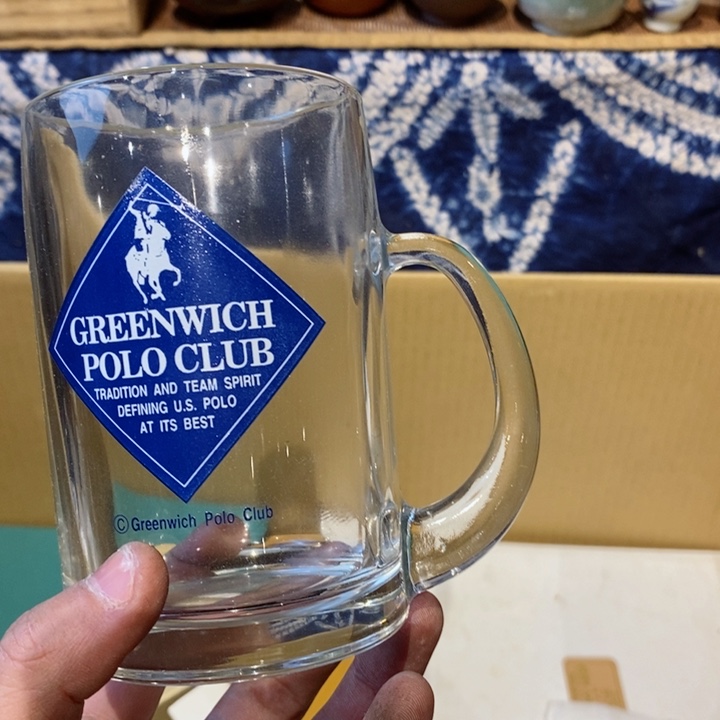 GREENWICH
POLO CLUB
TRADITION AND TEAM SPIRIT
DEFINING U.S. POLO
AT ITS BEST
©Greenwich Polo Club